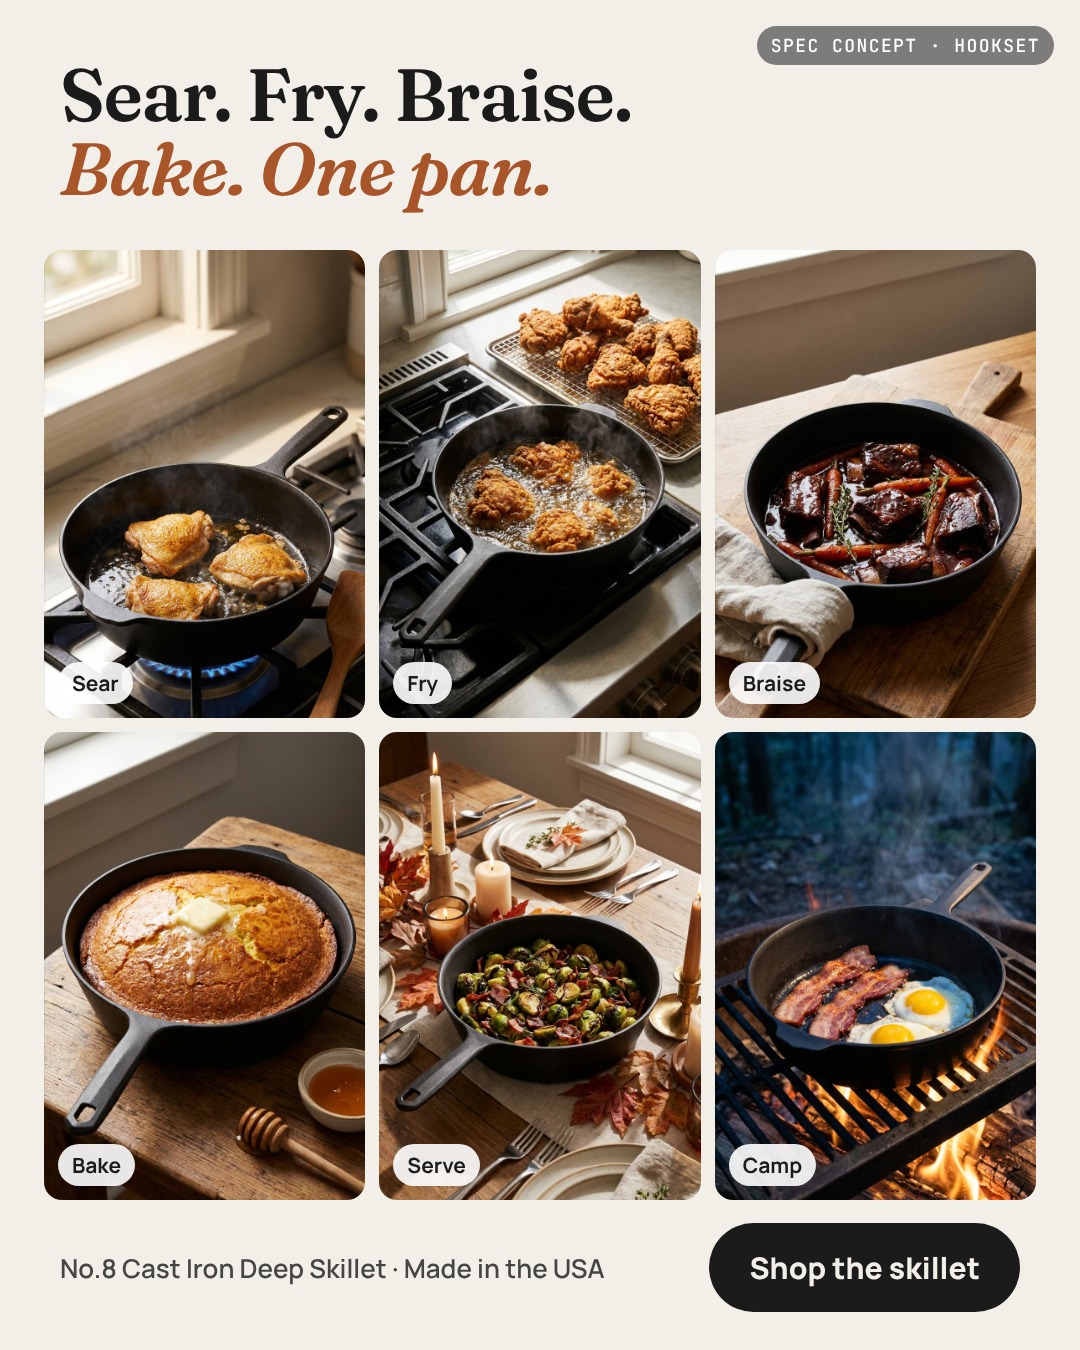 SPEC CONCEPT · HOOKSET
Sear. Fry. Braise.
Bake. One pan.
Sear
Fry
Braise
Bake
Serve
Camp
No.8 Cast Iron Deep Skillet · Made in the USA
Shop the skillet